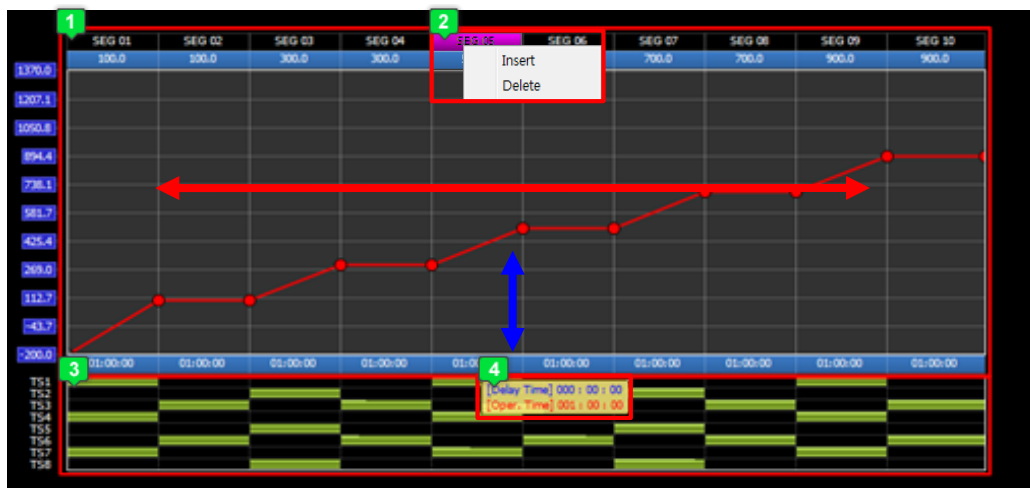 1
2
SEG 01 SEG 02 SEG 03 SEG 04 SEG 05 SEG 06 SEG 07 SEG 08 SEG 09 SEG 10
100.0 100.0 300.0 300.0 700.0 700.0 900.0 900.0
Insert
Delete
1370.0
1207.1
1050.8
894.4
738.1
581.7
425.4
269.0
112.7
-43.7
-200.0
01:00:00 01:00:00 01:00:00 01:00:00 01:0 01:00:00 01:00:00 01:00:00 01:00:00 01:00:00
3
4
TS1
TS2
TS3
TS4
TS5
TS6
TS7
TS8
[Delay Time] 000 : 00 : 00
[Oper. Time] 001 : 00 : 00